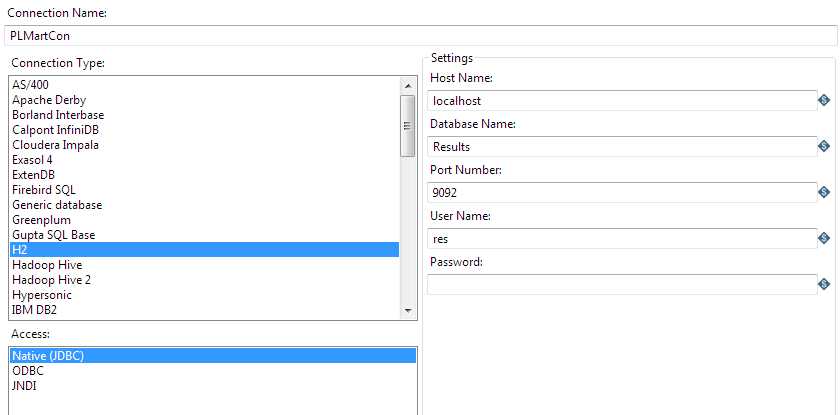 Connection Name:
PLMartCon
Connection Type:
AS/400
Apache Derby
Borland Interbase
Calpont InfiniDB
Cloudera Impala
Exasol 4
ExtenDB
Firebird SQL
Generic database
Greenplum
Gupta SQL Base
H2
Hadoop Hive
Hadoop Hive 2
Hypersonic
IBM DB2
Access:
Native (JDBC)
ODBC
JNDI
Settings
Host Name:
localhost
Database Name:
Results
Port Number:
9092
User Name:
res
Password: